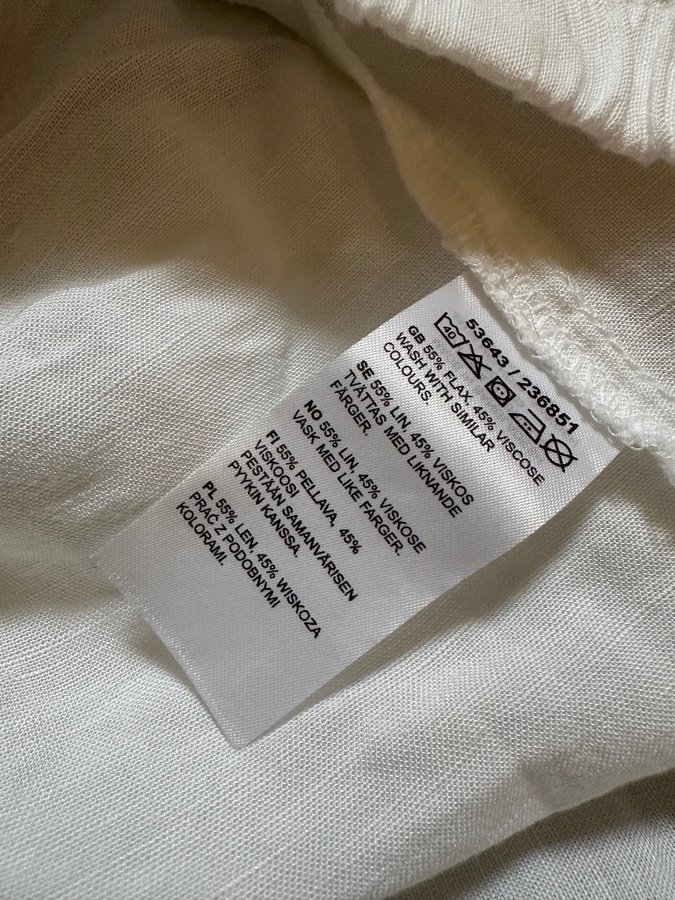 53643 / 236851
40
GB 55% FLAX, 45% VISCOSE
WASH WITH SIMILAR
COLOURS.
SE 55% LIN, 45% VISKOS
TVÄTTAS MED LIKNANDE
FÄRGER.
NO 55% LIN, 45% VISKOSE
VASK MED LIKE FARGER.
FI 55% PELLAVA, 45%
VISKOOSI
PESTÄÄN SAMANVÄRISEN
PYYKIN KANSSA.
PL 55% LEN, 45% WISKOZA
PRAĆ Z PODOBNYMI
KOLORAMI.